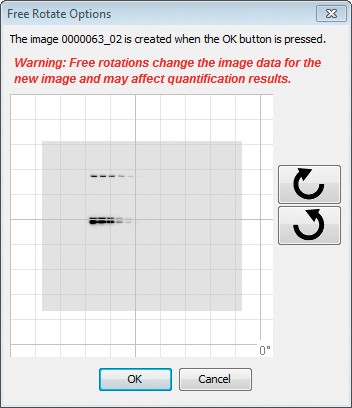 Free Rotate Options
The image 0000063_02 is created when the OK button is pressed.
Warning: Free rotations change the image data for the
new image and may affect quantification results.
0°
OK
Cancel